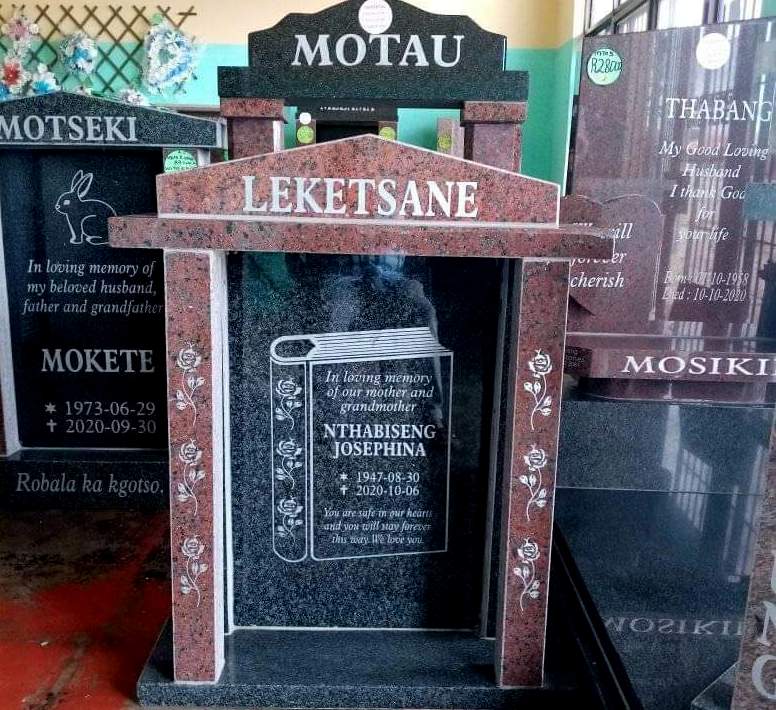 MOTAU
R2800
MOTSEKI
In loving memory of
my beloved husband,
father and grandfather
MOKETE
1973-06-29
2020-09-30
Robala ka kgotso.
LEKETSANE
In loving memory
of our mother and
grandmother
NTHABISENG
JOSEPHINA
1947-08-30
2020-10-06
You are safe in our hearts
and you will stay forever
this way. We love you.
THABANG
My Good Loving
Husband
I thank God
for
your life
Died : 10-10-2020
cherish
MOSIKI
MOSIKI